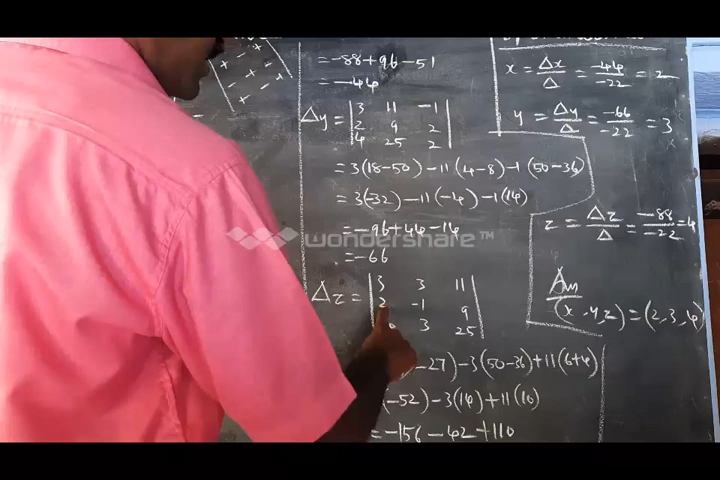 = -88 + 96 - 51
= -44
Δy = | 3 11 -1 |
| 2 9 2 |
| 4 25 2 |
= 3(18-50) - 11(4-8) - 1(50-36)
= 3(-32) - 11(-4) - 1(14)
= -96 + 44 - 14
= -66
Δz = | 3 3 11 |
2 -1 9
3 25
-27) - 3(50-36) + 11(6+4)
(-52) - 3(14) + 11(10)
= -156 - 42 + 110
x = Δx/Δ = -44/-22 = 2
y = Δy/Δ = -66/-22 = 3
z = Δz/Δ = -88/-22 = 4
(x, y, z) = (2, 3, 4)
wondershare™